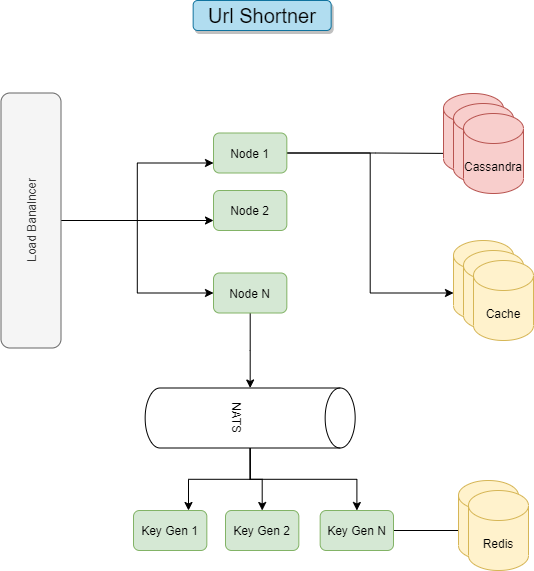 Url Shortner
Load Banalncer
Node 1
Cassandra
Node 2
Node N
Cache
NATS
Key Gen 1
Key Gen 2
Key Gen N
Redis